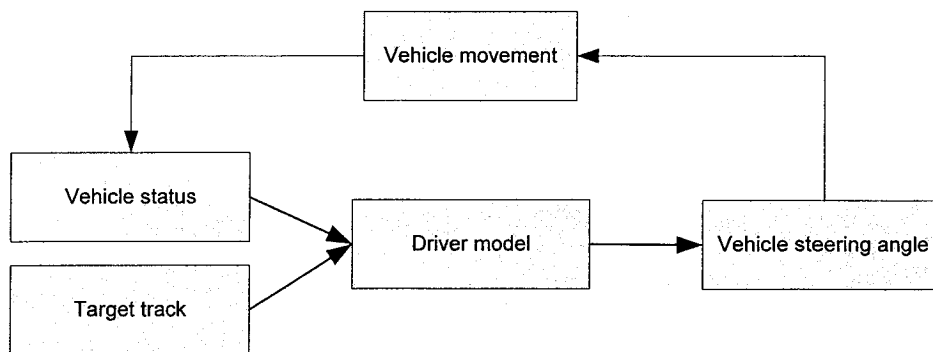 Vehicle movement
Vehicle status
Driver model
Vehicle steering angle
Target track